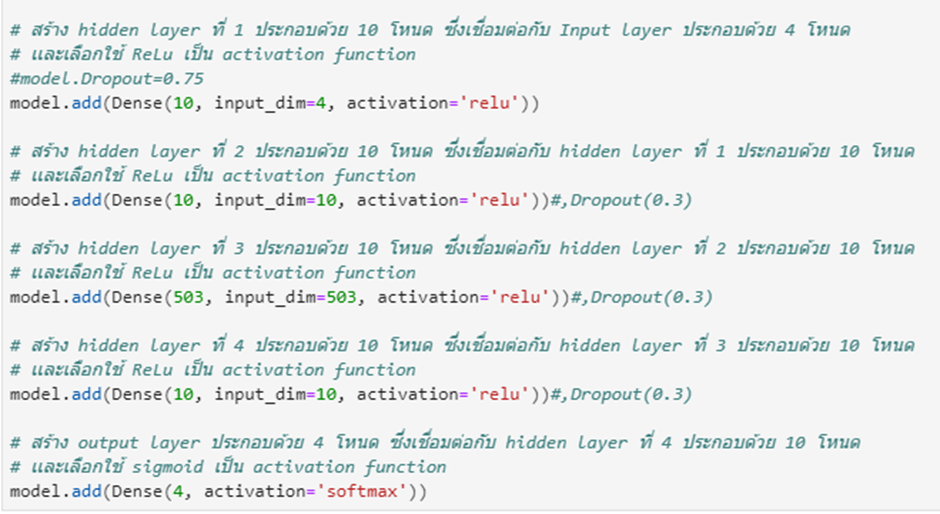 # สร้าง hidden layer ที่ 1 ประกอบด้วย 10 โหนด ซึ่งเชื่อมต่อกับ Input layer ประกอบด้วย 4 โหนด
# และเลือกใช้ ReLu เป็น activation function
#model.Dropout=0.75
model.add(Dense(10, input_dim=4, activation='relu'))
# สร้าง hidden layer ที่ 2 ประกอบด้วย 10 โหนด ซึ่งเชื่อมต่อกับ hidden layer ที่ 1 ประกอบด้วย 10 โหนด
# และเลือกใช้ ReLu เป็น activation function
model.add(Dense(10, input_dim=10, activation='relu'))#,Dropout(0.3)
# สร้าง hidden layer ที่ 3 ประกอบด้วย 10 โหนด ซึ่งเชื่อมต่อกับ hidden layer ที่ 2 ประกอบด้วย 10 โหนด
# และเลือกใช้ ReLu เป็น activation function
model.add(Dense(503, input_dim=503, activation='relu'))#,Dropout(0.3)
# สร้าง hidden layer ที่ 4 ประกอบด้วย 10 โหนด ซึ่งเชื่อมต่อกับ hidden layer ที่ 3 ประกอบด้วย 10 โหนด
# และเลือกใช้ ReLu เป็น activation function
model.add(Dense(10, input_dim=10, activation='relu'))#,Dropout(0.3)
# สร้าง output layer ประกอบด้วย 4 โหนด ซึ่งเชื่อมต่อกับ hidden layer ที่ 4 ประกอบด้วย 10 โหนด
# และเลือกใช้ sigmoid เป็น activation function
model.add(Dense(4, activation='softmax'))